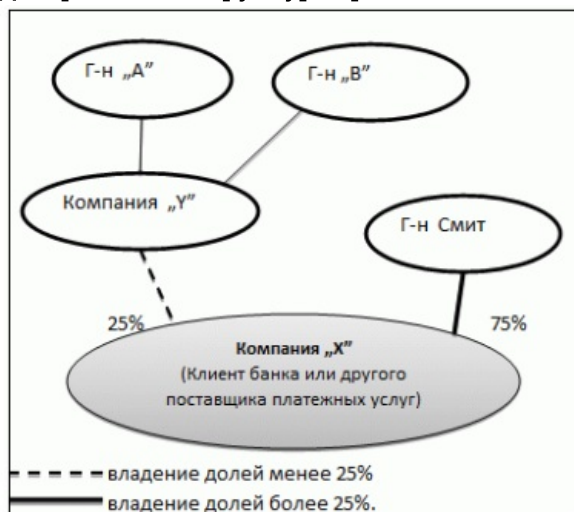 Г-н „А”
Г-н „В”
Компания „Y”
Г-н Смит
25%
75%
Компания „X”
(Клиент банка или другого
поставщика платежных услуг)
владение долей менее 25%
владение долей более 25%.